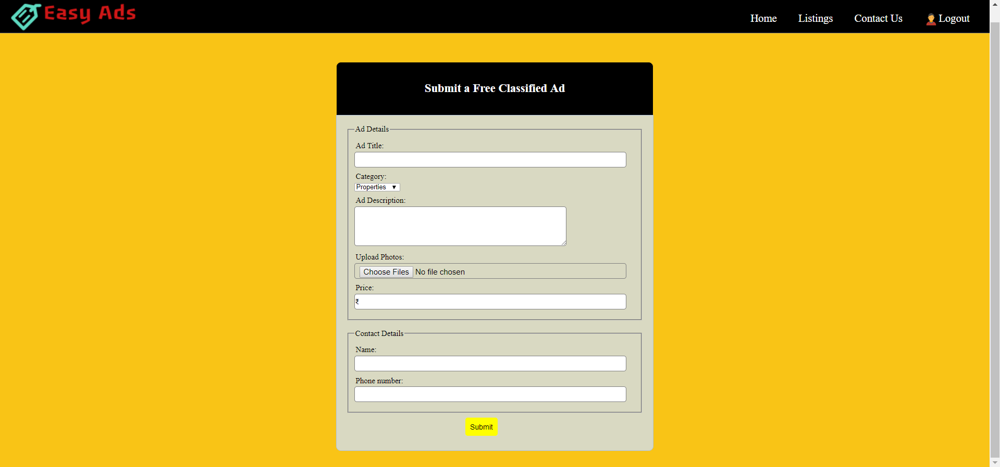 Easy Ads
Home Listings Contact Us Logout
Submit a Free Classified Ad
Ad Details
Ad Title:
Category:
Properties ▼
Ad Description:
Upload Photos:
Choose Files No file chosen
Price:
₹
Contact Details
Name:
Phone number:
Submit